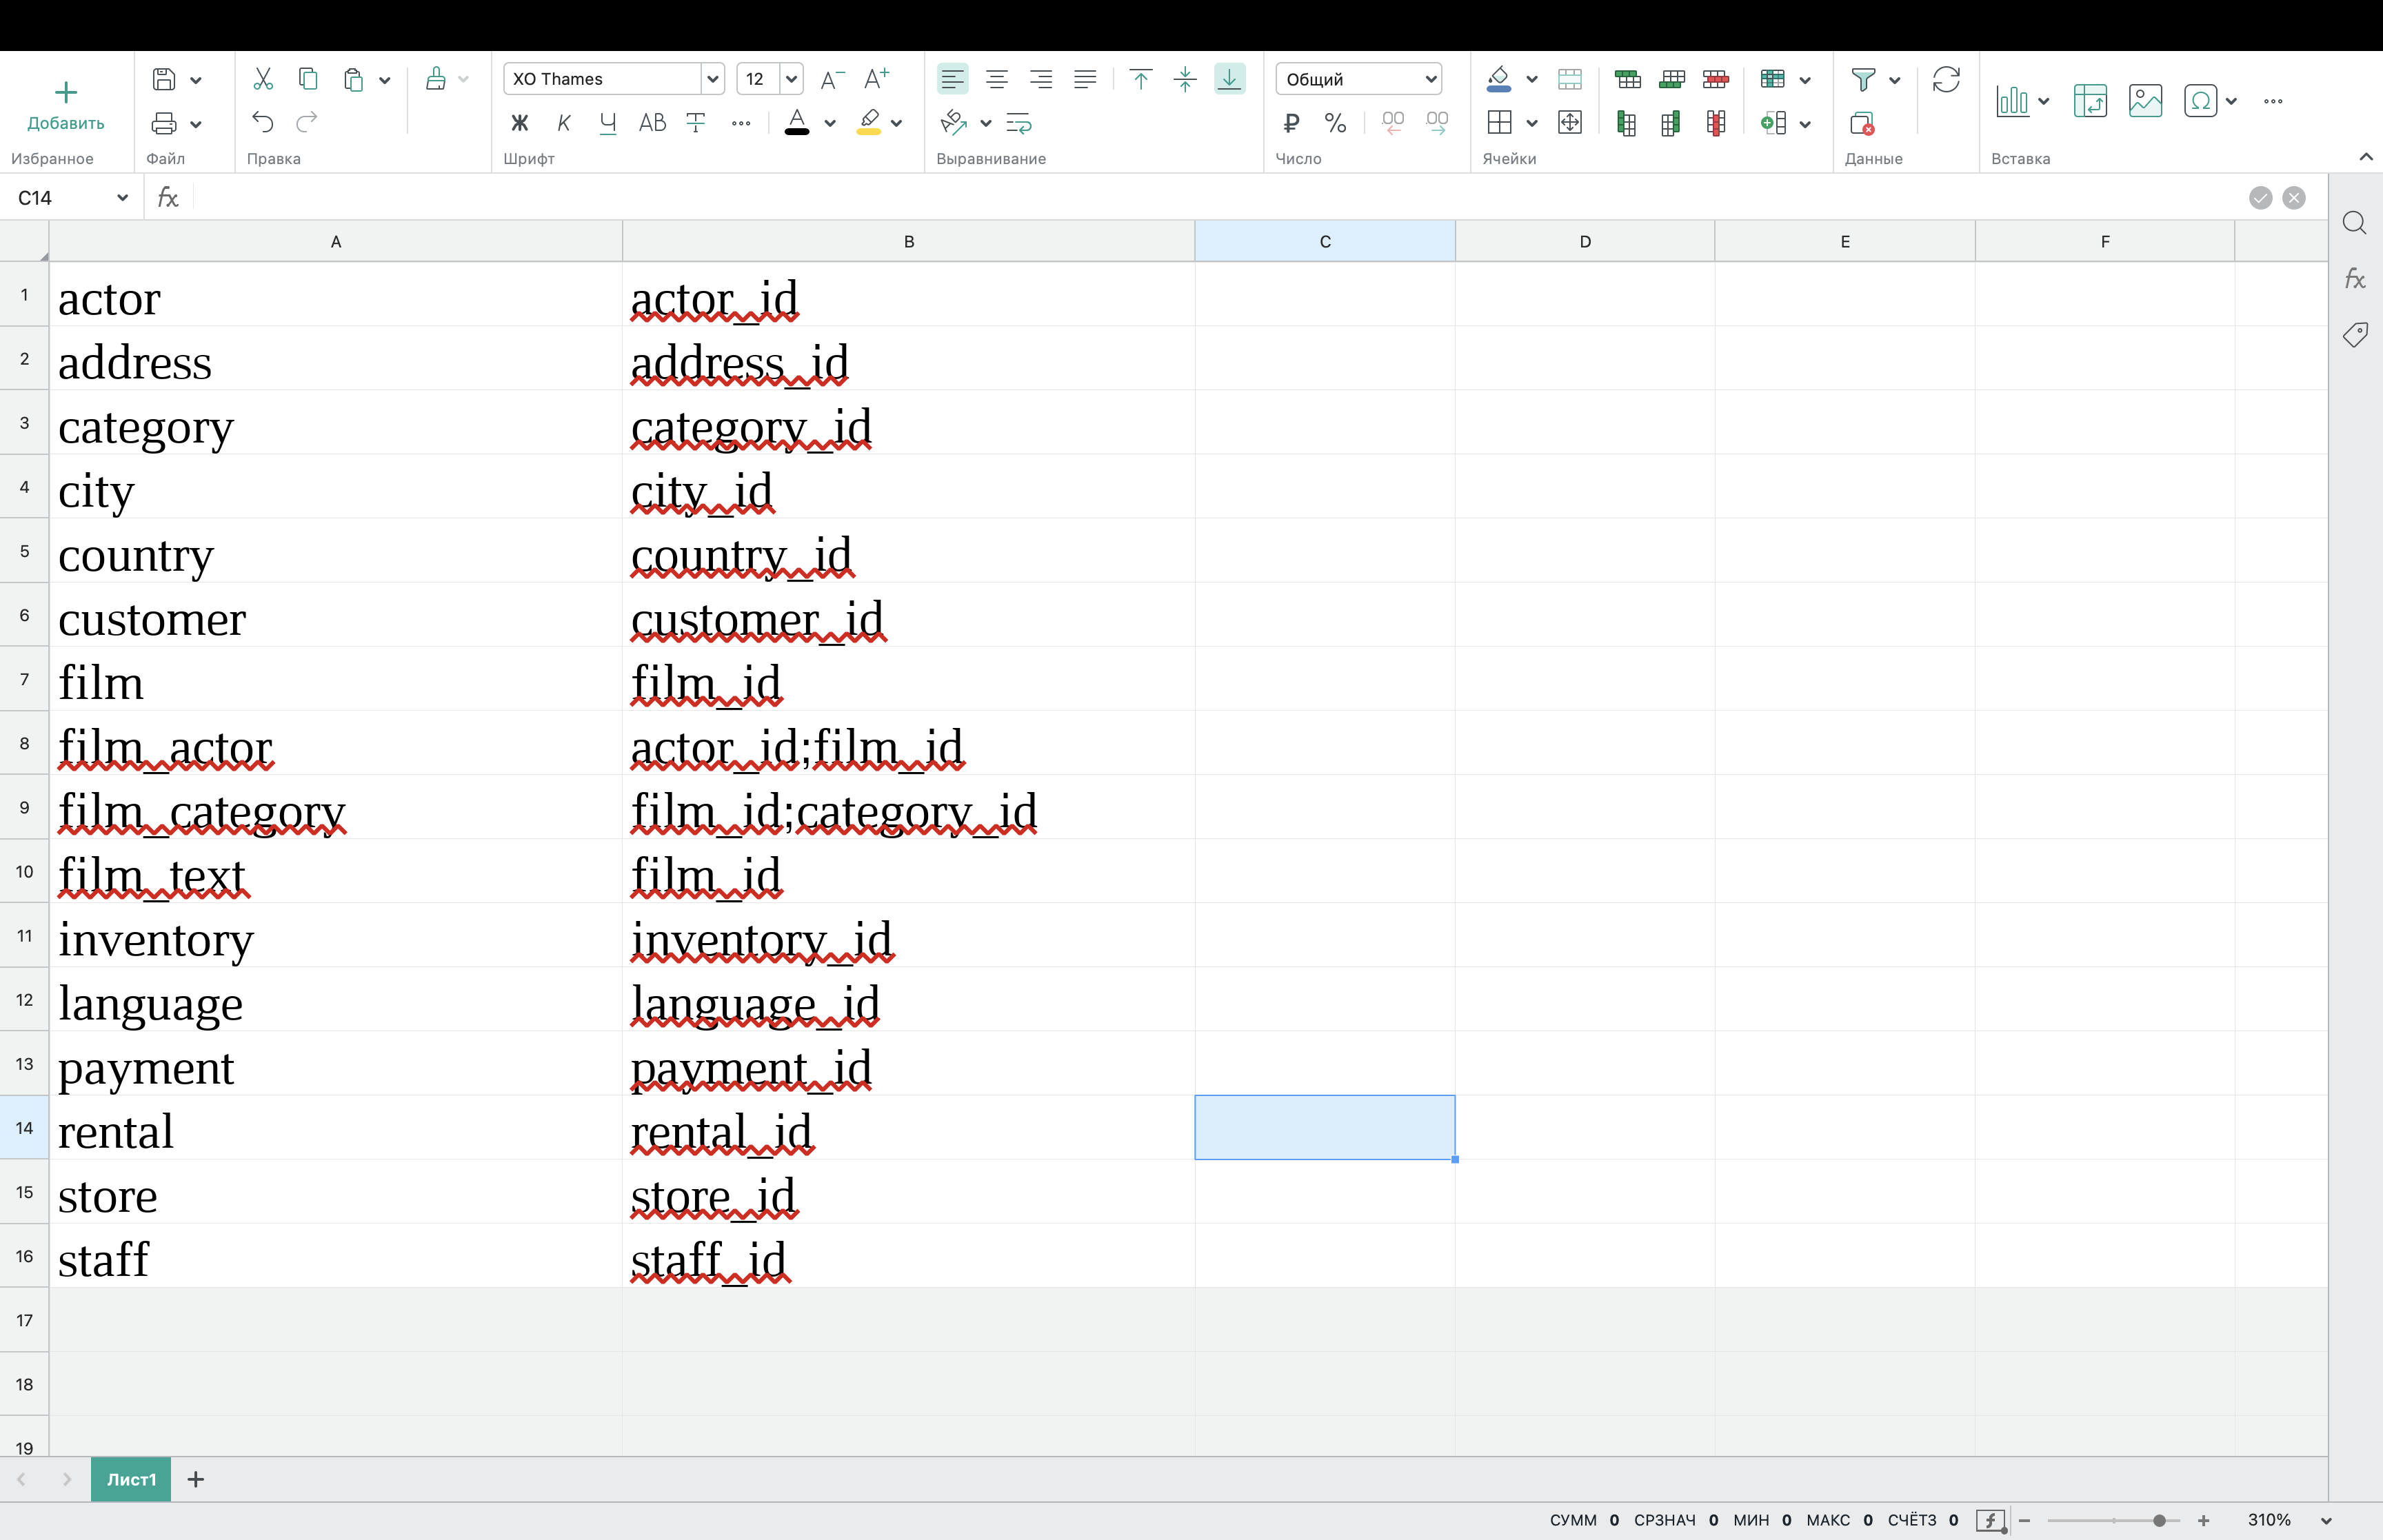 XO Thames 12 Общий
Добавить Ж К Ч АВ Т А % 00 00
Избранное Файл Правка Шрифт Выравнивание Число Ячейки Данные Вставка
C14 fx
A B C D E F
1 actor actor_id
2 address address_id
3 category category_id
4 city city_id
5 country country_id
6 customer customer_id
7 film film_id
8 film_actor actor_id;film_id
9 film_category film_id;category_id
10 film_text film_id
11 inventory inventory_id
12 language language_id
13 payment payment_id
14 rental rental_id
15 store store_id
16 staff staff_id
17
18
19
Лист1
СУММ 0 СРЗНАЧ 0 МИН 0 МАКС 0 СЧЁТЗ 0 310%